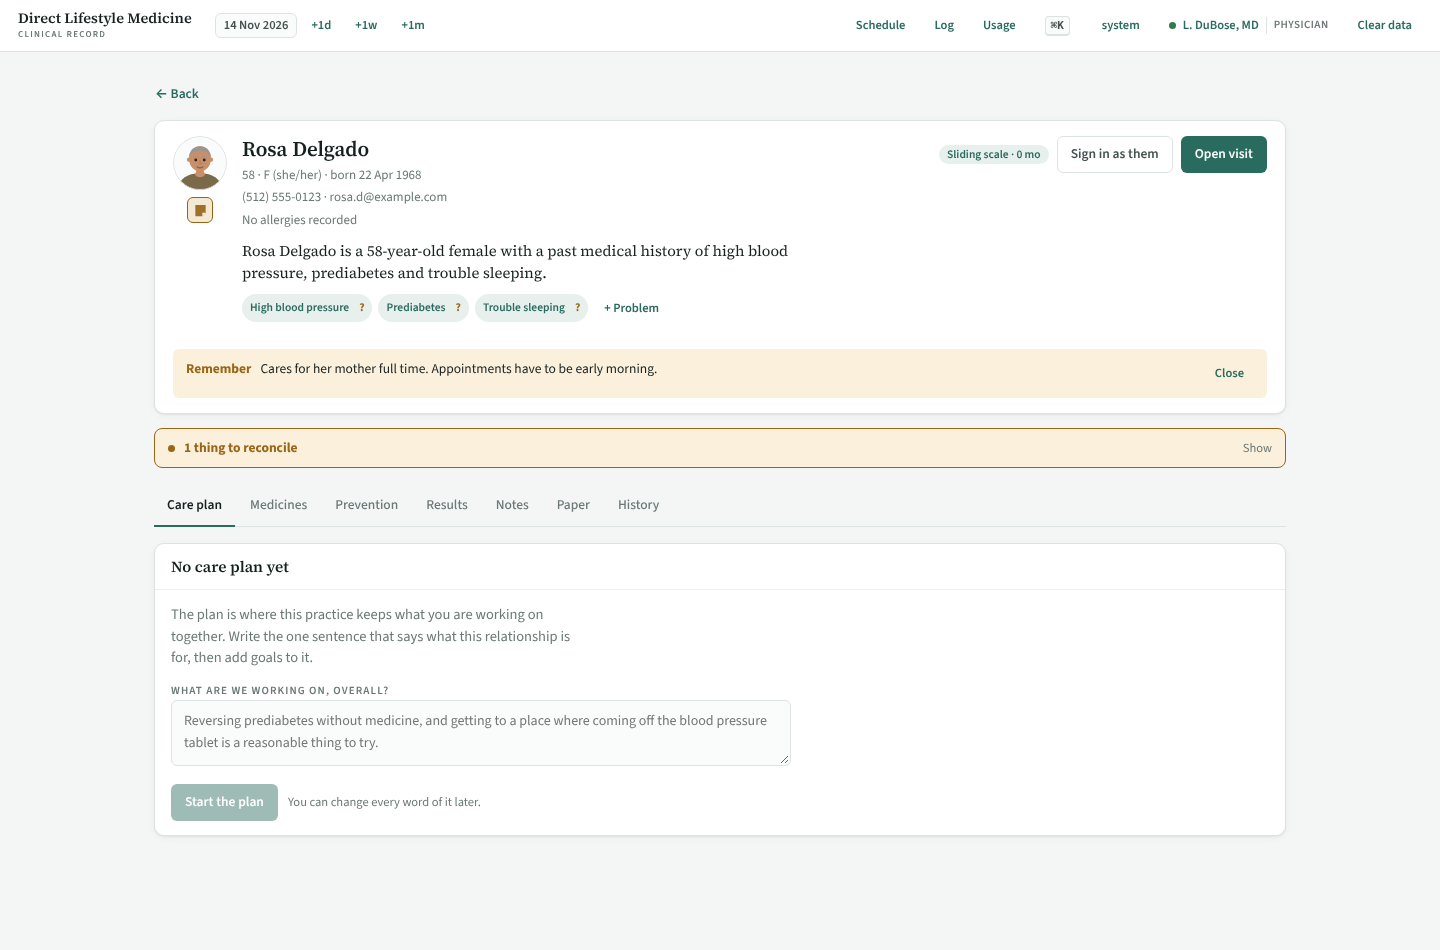 Direct Lifestyle Medicine
CLINICAL RECORD
14 Nov 2026 +1d +1w +1m
Schedule Log Usage ⌘K system L. DuBose, MD PHYSICIAN Clear data
← Back
Rosa Delgado
58 · F (she/her) · born 22 Apr 1968
(512) 555-0123 · rosa.d@example.com
No allergies recorded
Sliding scale · 0 mo Sign in as them Open visit
Rosa Delgado is a 58-year-old female with a past medical history of high blood
pressure, prediabetes and trouble sleeping.
High blood pressure ? Prediabetes ? Trouble sleeping ? + Problem
Remember Cares for her mother full time. Appointments have to be early morning. Close
1 thing to reconcile Show
Care plan Medicines Prevention Results Notes Paper History
No care plan yet
The plan is where this practice keeps what you are working on
together. Write the one sentence that says what this relationship is
for, then add goals to it.
WHAT ARE WE WORKING ON, OVERALL?
Reversing prediabetes without medicine, and getting to a place where coming off the blood pressure
tablet is a reasonable thing to try.
Start the plan You can change every word of it later.